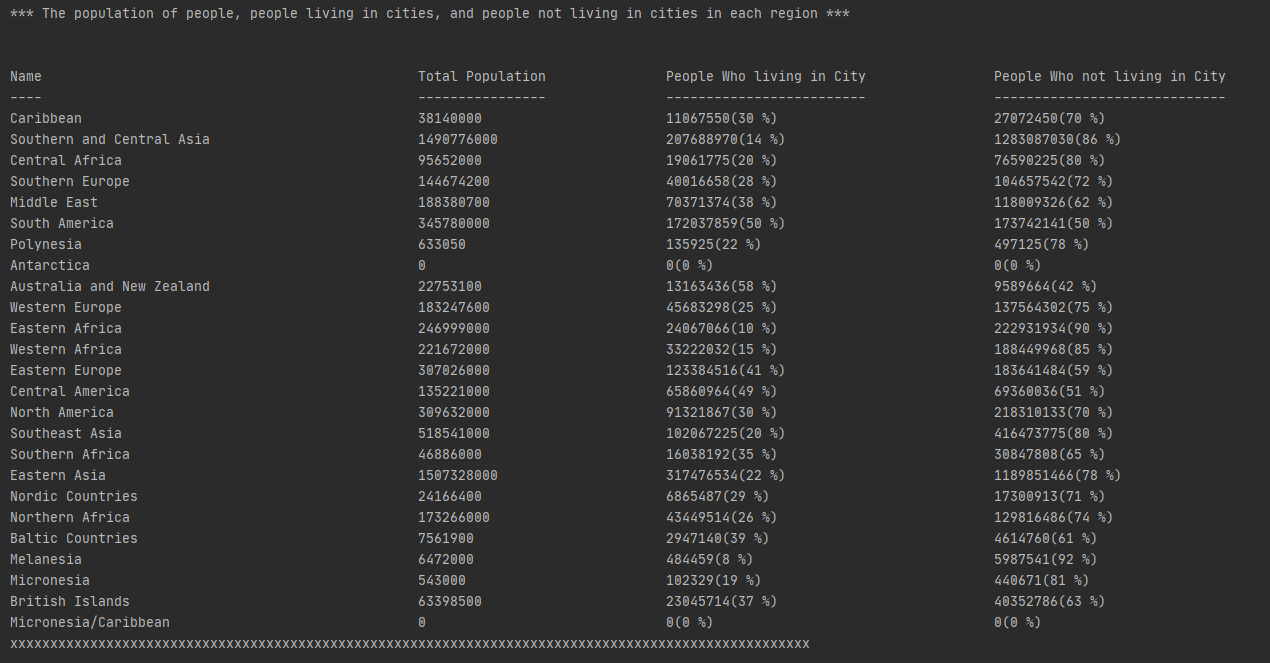 *** The population of people, people living in cities, and people not living in cities in each region ***
Name Total Population People Who living in City People Who not living in City
---- ---------------- ------------------------- -----------------------------
Caribbean 38140000 11067550(30 %) 27072450(70 %)
Southern and Central Asia 1490776000 207688970(14 %) 1283087030(86 %)
Central Africa 95652000 19061775(20 %) 76590225(80 %)
Southern Europe 144674200 40016658(28 %) 104657542(72 %)
Middle East 188380700 70371374(38 %) 118009326(62 %)
South America 345780000 172037859(50 %) 173742141(50 %)
Polynesia 633050 135925(22 %) 497125(78 %)
Antarctica 0 0(0 %) 0(0 %)
Australia and New Zealand 22753100 13163436(58 %) 9589664(42 %)
Western Europe 183247600 45683298(25 %) 137564302(75 %)
Eastern Africa 246999000 24067066(10 %) 222931934(90 %)
Western Africa 221672000 33222032(15 %) 188449968(85 %)
Eastern Europe 307026000 123384516(41 %) 183641484(59 %)
Central America 135221000 65860964(49 %) 69360036(51 %)
North America 309632000 91321867(30 %) 218310133(70 %)
Southeast Asia 518541000 102067225(20 %) 416473775(80 %)
Southern Africa 46886000 16038192(35 %) 30847808(65 %)
Eastern Asia 1507328000 317476534(22 %) 1189851466(78 %)
Nordic Countries 24166400 6865487(29 %) 17300913(71 %)
Northern Africa 173266000 43449514(26 %) 129816486(74 %)
Baltic Countries 7561900 2947140(39 %) 4614760(61 %)
Melanesia 6472000 484459(8 %) 5987541(92 %)
Micronesia 543000 102329(19 %) 440671(81 %)
British Islands 63398500 23045714(37 %) 40352786(63 %)
Micronesia/Caribbean 0 0(0 %) 0(0 %)
xxxxxxxxxxxxxxxxxxxxxxxxxxxxxxxxxxxxxxxxxxxxxxxxxxxxxxxxxxxxxxxxxxxxxxxxxxxxxxxxxxxxxxxxxxxxxxxxxxxx